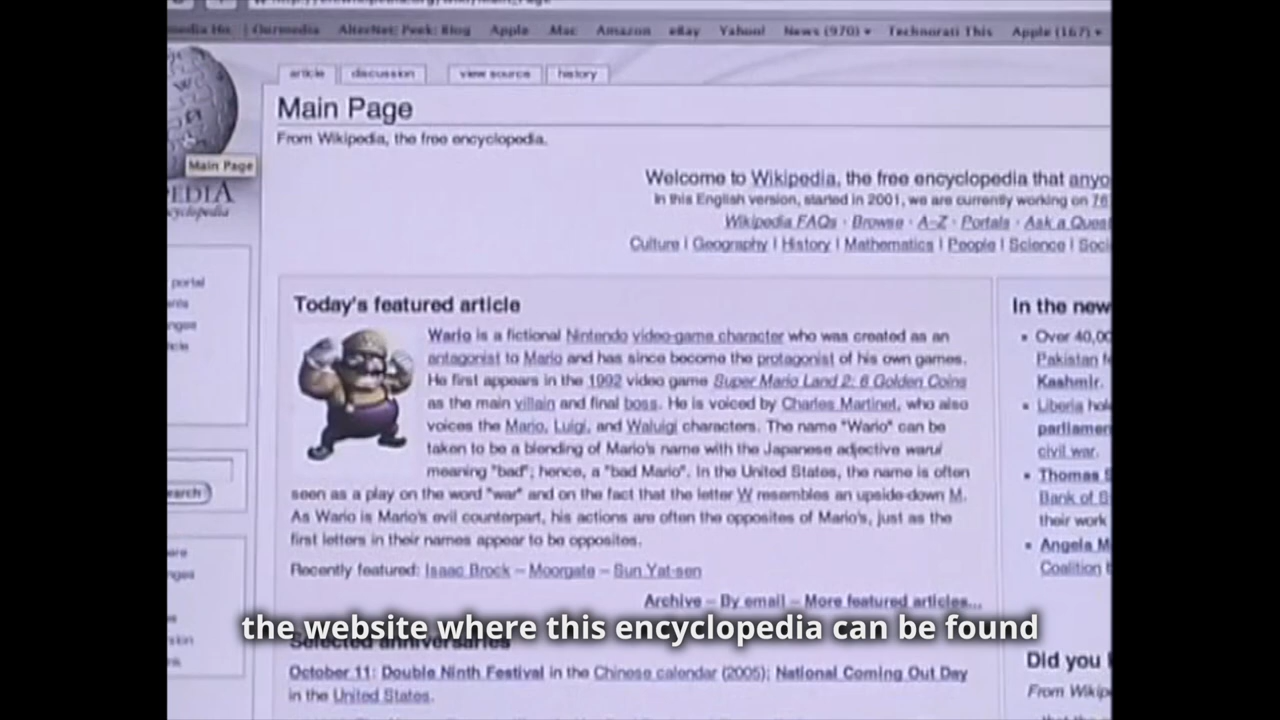 media Ho
Ourmedia
AlterNet: Peek: Blog
Apple
Mac
Amazon
eBay
Yahoo!
News (970) ▾
Technorati This
Apple (167) ▾
article
discussion
view source
history
Main Page
From Wikipedia, the free encyclopedia.
Main Page
PEDIA
cyclopedia
Welcome to Wikipedia, the free encyclopedia that anyo
In this English version, started in 2001, we are currently working on 76
Wikipedia FAQs · Browse · A–Z · Portals · Ask a Quest
Culture | Geography | History | Mathematics | People | Science | Soci
portal
nges
icle
earch
Today's featured article
Wario is a fictional Nintendo video-game character who was created as an
antagonist to Mario and has since become the protagonist of his own games.
He first appears in the 1992 video game Super Mario Land 2: 6 Golden Coins
as the main villain and final boss. He is voiced by Charles Martinet, who also
voices the Mario, Luigi, and Waluigi characters. The name "Wario" can be
taken to be a blending of Mario's name with the Japanese adjective warui
meaning "bad"; hence, a "bad Mario". In the United States, the name is often
seen as a play on the word "war" and on the fact that the letter W resembles an upside-down M.
As Wario is Mario's evil counterpart, his actions are often the opposites of Mario's, just as the
first letters in their names appear to be opposites.
Recently featured: Isaac Brock – Moorgate – Sun Yat-sen
Archive – By email – More featured articles...
In the new
Over 40,00
Pakistan
Kashmir.
Liberia hol
parliamen
civil war.
Thomas S
Bank of S
their work
Angela M
Coalition
Selected anniversaries
October 11: Double Ninth Festival in the Chinese calendar (2005); National Coming Out Day
in the United States.
Did you
From Wikip
the website where this encyclopedia can be found